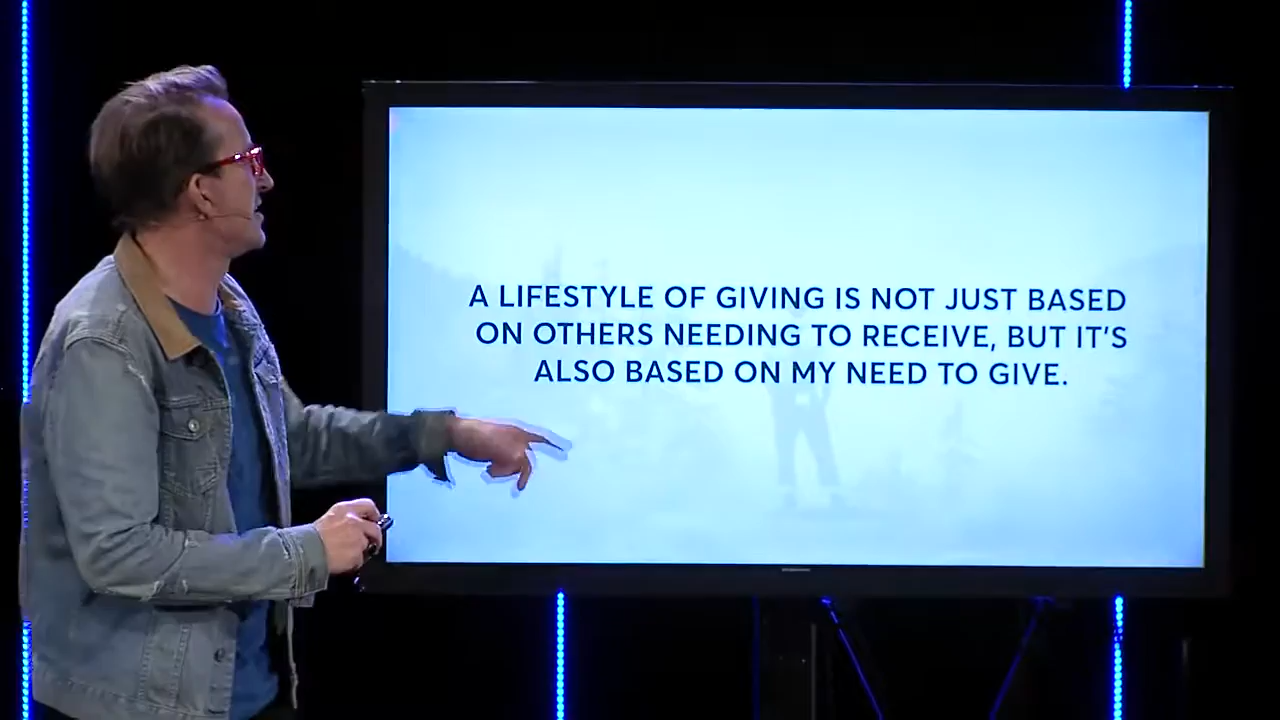 A LIFESTYLE OF GIVING IS NOT JUST BASED
ON OTHERS NEEDING TO RECEIVE, BUT IT'S
ALSO BASED ON MY NEED TO GIVE.